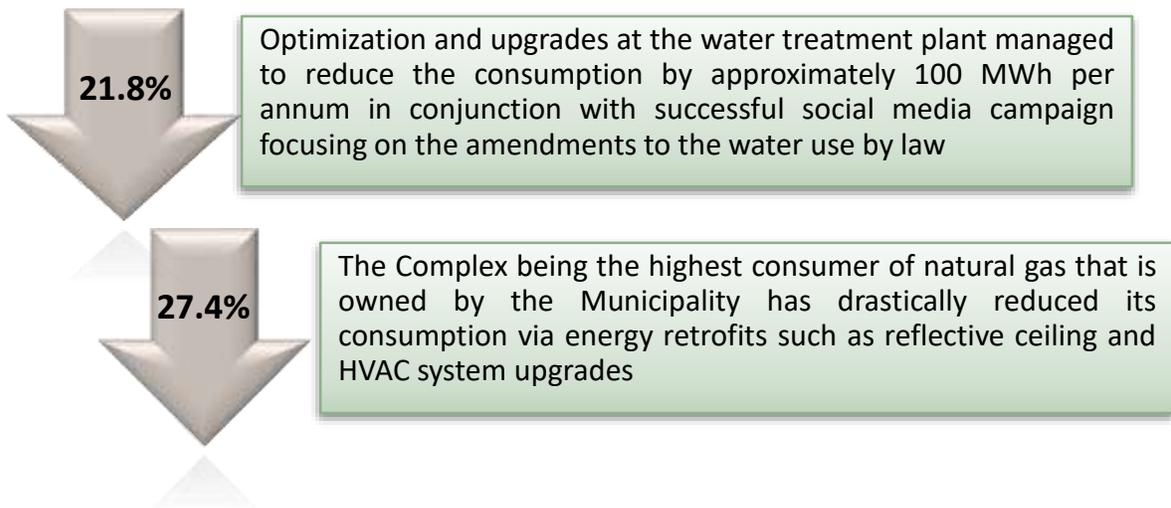 21.8%
Optimization and upgrades at the water treatment plant managed
to reduce the consumption by approximately 100 MWh per
annum in conjunction with successful social media campaign
focusing on the amendments to the water use by law
27.4%
The Complex being the highest consumer of natural gas that is
owned by the Municipality has drastically reduced its
consumption via energy retrofits such as reflective ceiling and
HVAC system upgrades